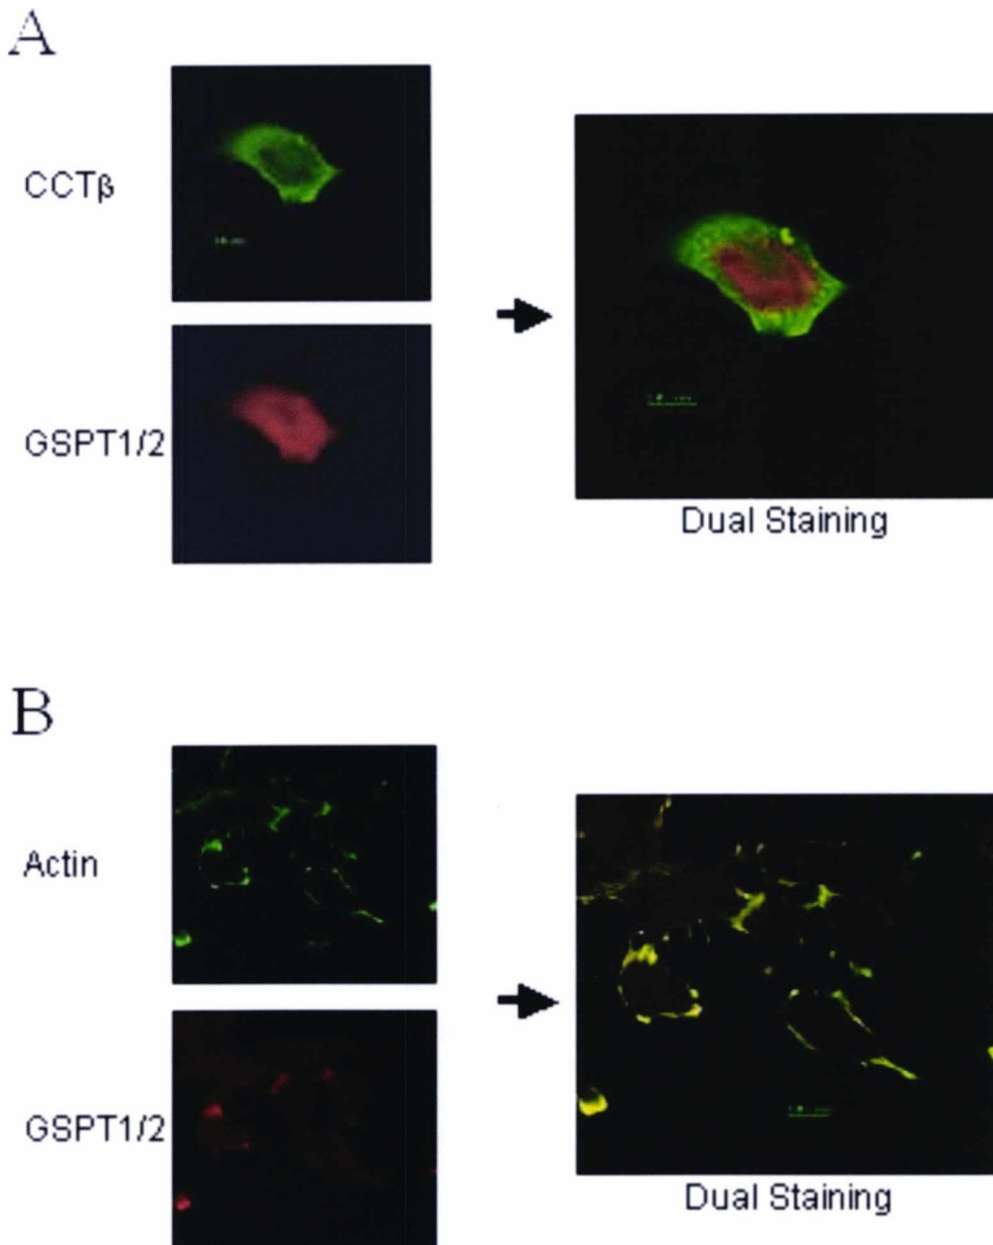 A
CCTβ
GSPT1/2
Dual Staining
B
Actin
GSPT1/2
Dual Staining